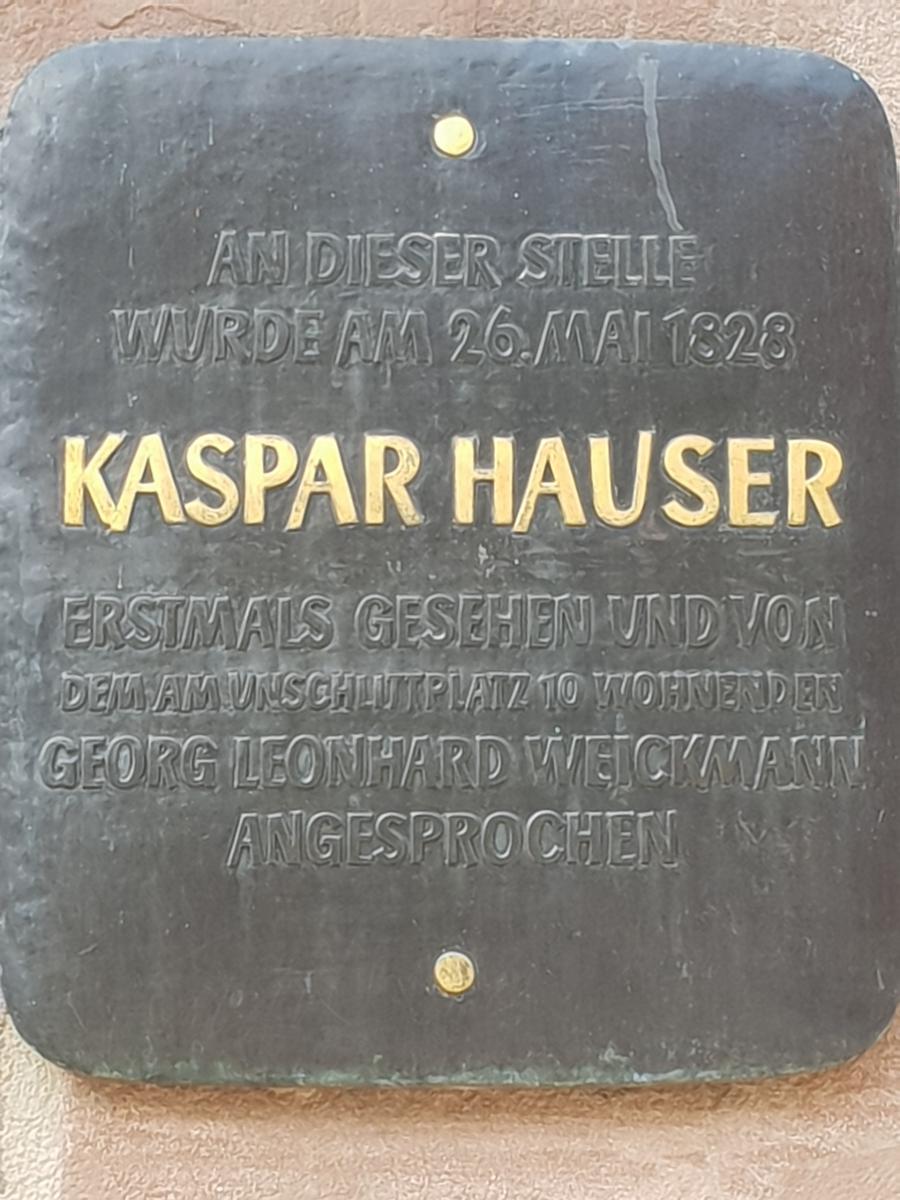 AN DIESER STELLE
WURDE AM 26. MAI 1828
KASPAR HAUSER
ERSTMALS GESEHEN UND VON
DEM AM UNSCHLITTPLATZ 10 WOHNENDEN
GEORG LEONHARD WEICKMANN
ANGESPROCHEN